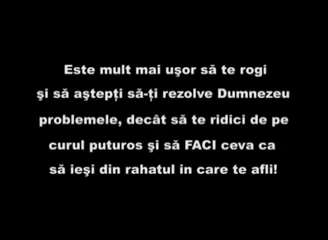 Este mult mai uşor să te rogi
şi să aştepţi să-ţi rezolve Dumnezeu
problemele, decât să te ridici de pe
curul puturos şi să FACI ceva ca
să ieşi din rahatul in care te afli!